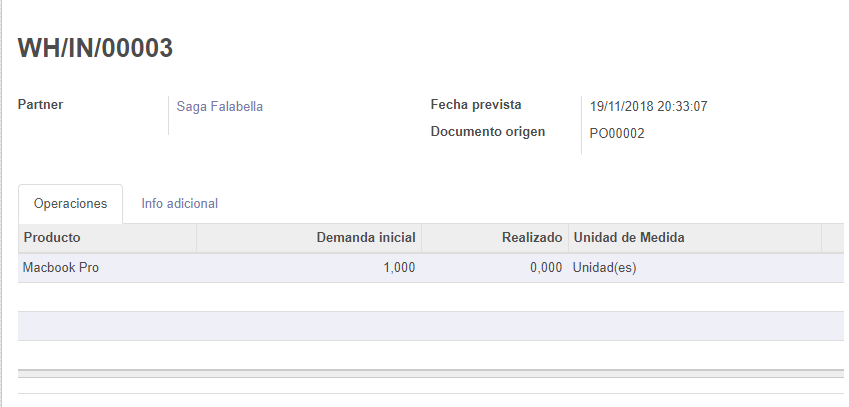 WH/IN/00003
Partner Saga Falabella Fecha prevista 19/11/2018 20:33:07
Documento origen PO00002
Operaciones Info adicional
Producto Demanda inicial Realizado Unidad de Medida
Macbook Pro 1,000 0,000 Unidad(es)